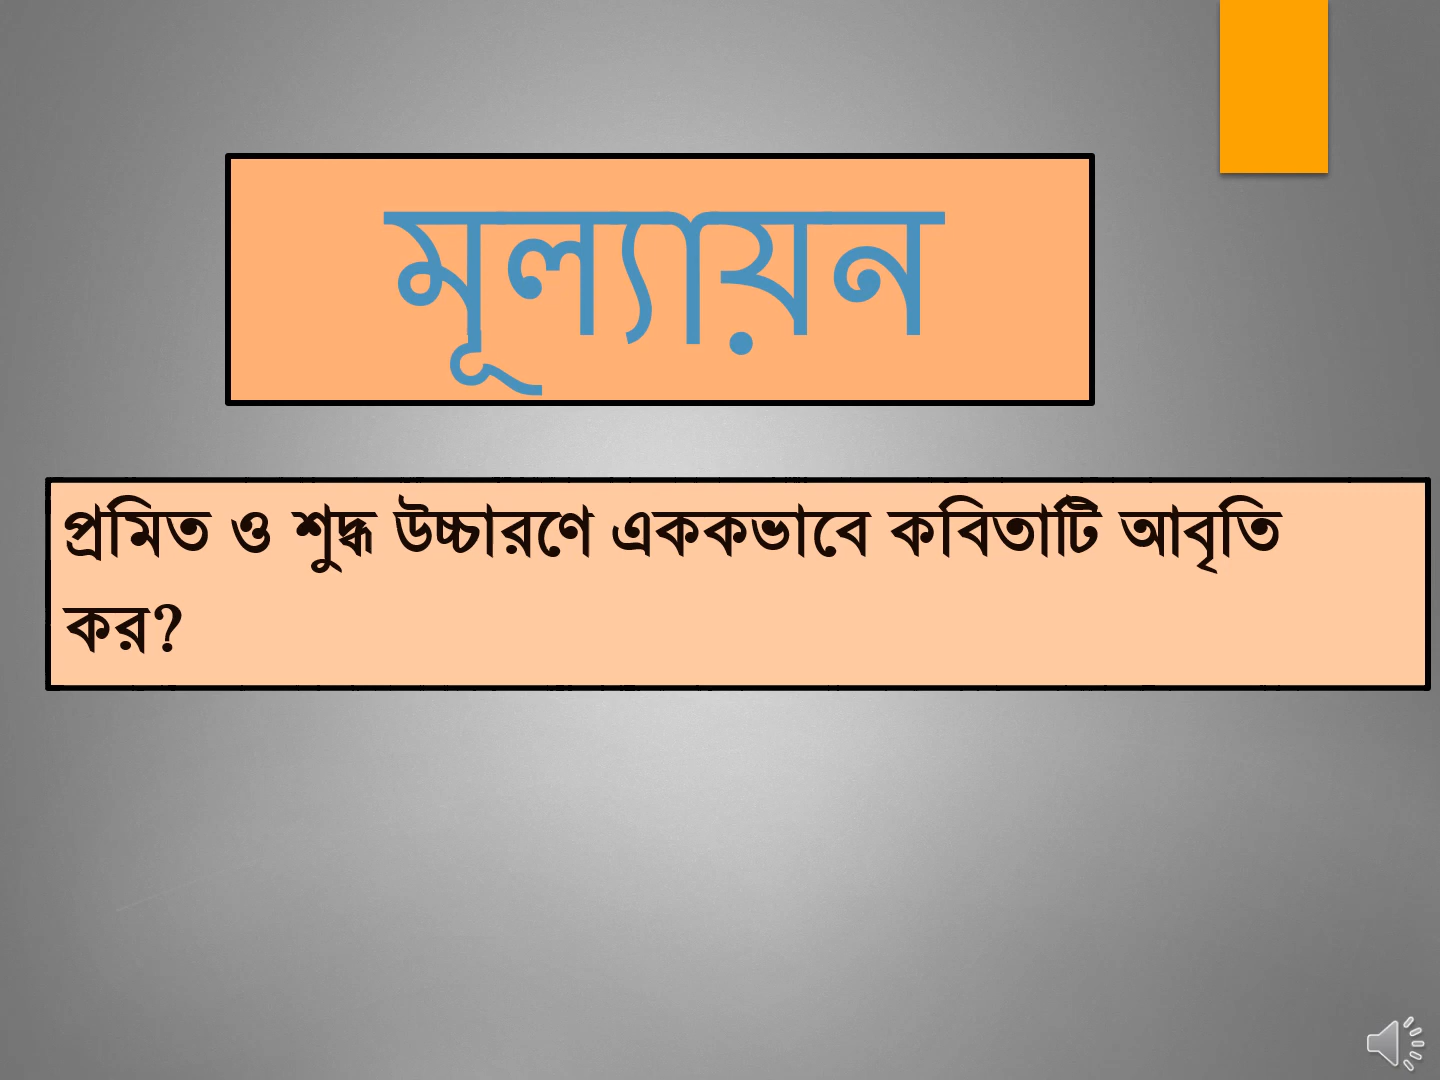 মূল্যায়ন
প্রমিত ও শুদ্ধ উচ্চারণে এককভাবে কবিতাটি আবৃতি
কর?